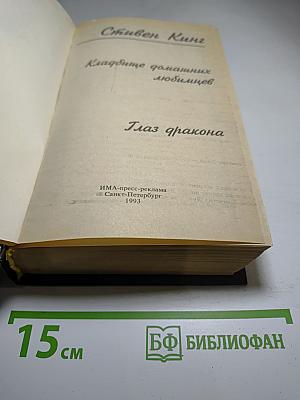 Стивен Кинг
Кладбище домашних
любимцев
Глаз дракона
ИМА-пресс-реклама
Санкт-Петербург
1993
15 см
БФ БИБЛИОФАН